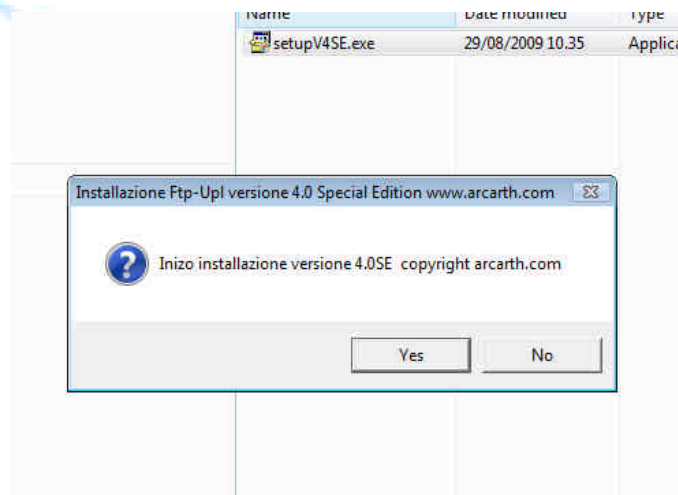 Name Date modified Type
setupV4SE.exe 29/08/2009 10.35 Applica
Installazione Ftp-Upl versione 4.0 Special Edition www.arcarth.com
Inizo installazione versione 4.0SE copyright arcarth.com
Yes No